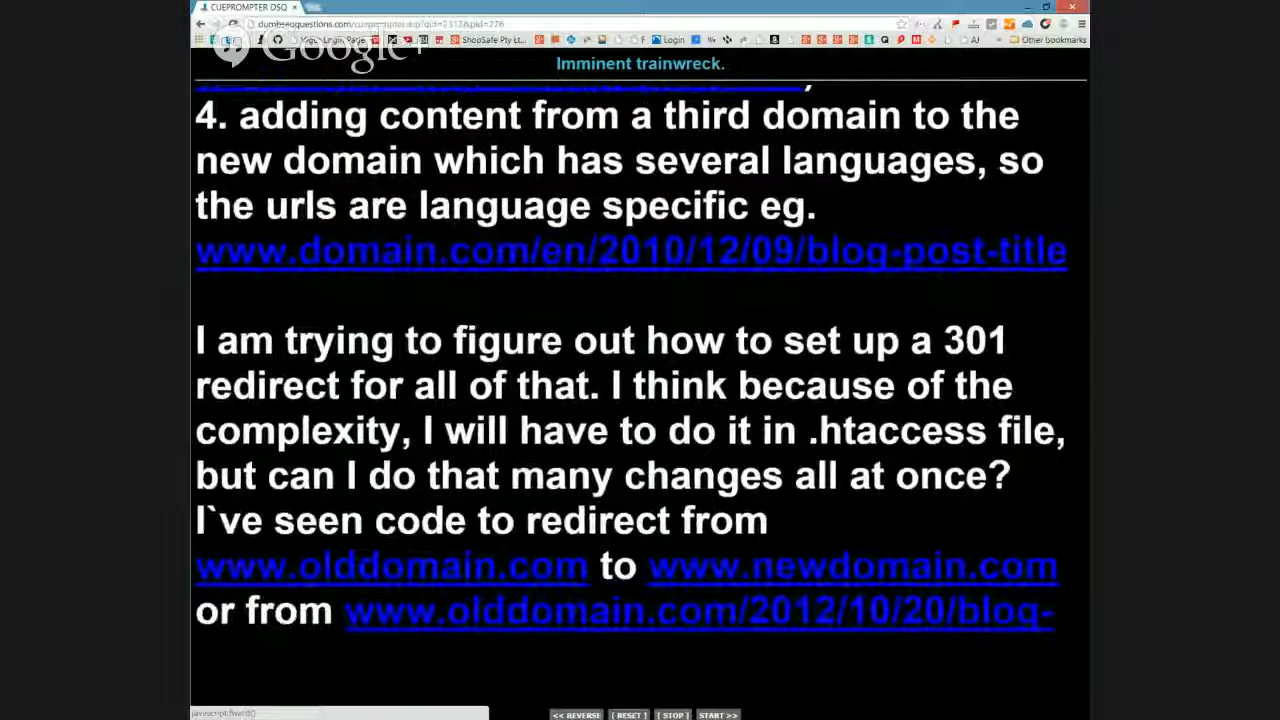 CUEPROMPTER DSQ
Google+
ShopSafe Pty Lt...
Login
Other bookmarks
Imminent trainwreck.
4. adding content from a third domain to the
new domain which has several languages, so
the urls are language specific eg.
www.domain.com/en/2010/12/09/blog-post-title
I am trying to figure out how to set up a 301
redirect for all of that. I think because of the
complexity, I will have to do it in .htaccess file,
but can I do that many changes all at once?
I`ve seen code to redirect from
www.olddomain.com to www.newdomain.com
or from www.olddomain.com/2012/10/20/blog-
<< REVERSE [ RESET ] [ STOP ] START >>